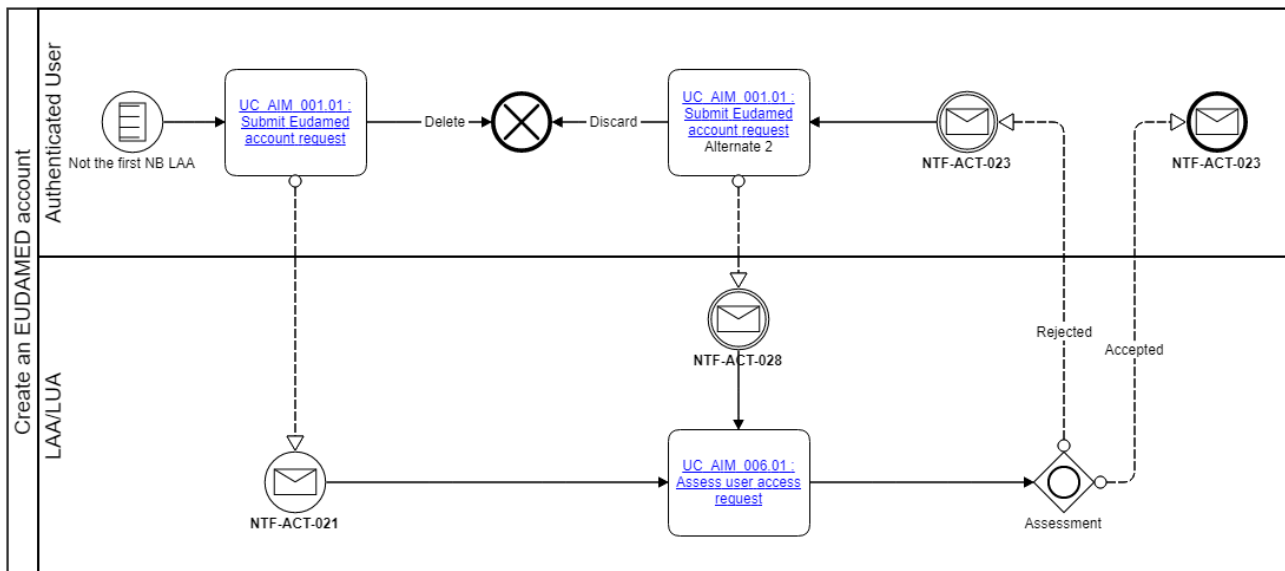 Create an EUDAMED account
Authenticated User
Not the first NB LAA
UC_AIM_001.01 :
Submit Eudamed
account request
Delete
Discard
UC_AIM_001.01 :
Submit Eudamed
account request
Alternate 2
NTF-ACT-023
NTF-ACT-023
LAA/LUA
NTF-ACT-028
Rejected
Accepted
NTF-ACT-021
UC_AIM_006.01 :
Assess user access
request
Assessment